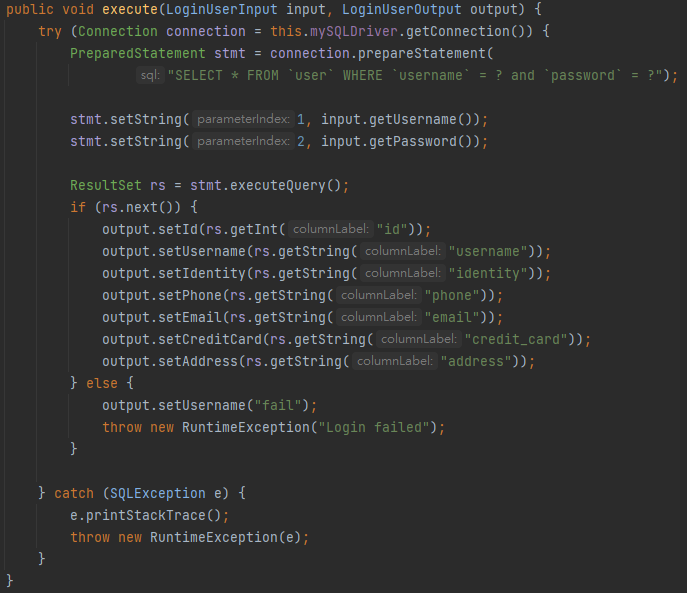 public void execute(LoginUserInput input, LoginUserOutput output) {
    try (Connection connection = this.mySQLDriver.getConnection()) {
        PreparedStatement stmt = connection.prepareStatement(
                sql: "SELECT * FROM `user` WHERE `username` = ? and `password` = ?");

        stmt.setString( parameterIndex: 1, input.getUsername());
        stmt.setString( parameterIndex: 2, input.getPassword());

        ResultSet rs = stmt.executeQuery();
        if (rs.next()) {
            output.setId(rs.getInt( columnLabel: "id"));
            output.setUsername(rs.getString( columnLabel: "username"));
            output.setIdentity(rs.getString( columnLabel: "identity"));
            output.setPhone(rs.getString( columnLabel: "phone"));
            output.setEmail(rs.getString( columnLabel: "email"));
            output.setCreditCard(rs.getString( columnLabel: "credit_card"));
            output.setAddress(rs.getString( columnLabel: "address"));
        } else {
            output.setUsername("fail");
            throw new RuntimeException("Login failed");
        }

    } catch (SQLException e) {
        e.printStackTrace();
        throw new RuntimeException(e);
    }
}